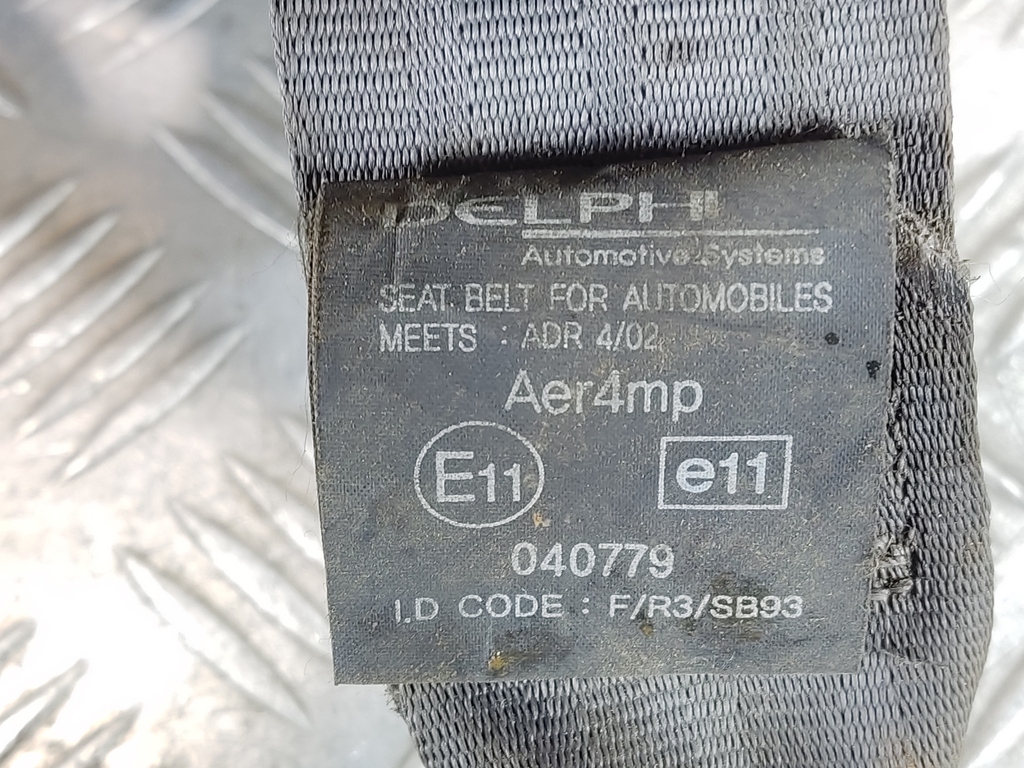 DELPHI
Automotive Systems
SEAT BELT FOR AUTOMOBILES
MEETS : ADR 4/02
Aer4mp
E11 e11
040779
I.D CODE : F/R3/SB93